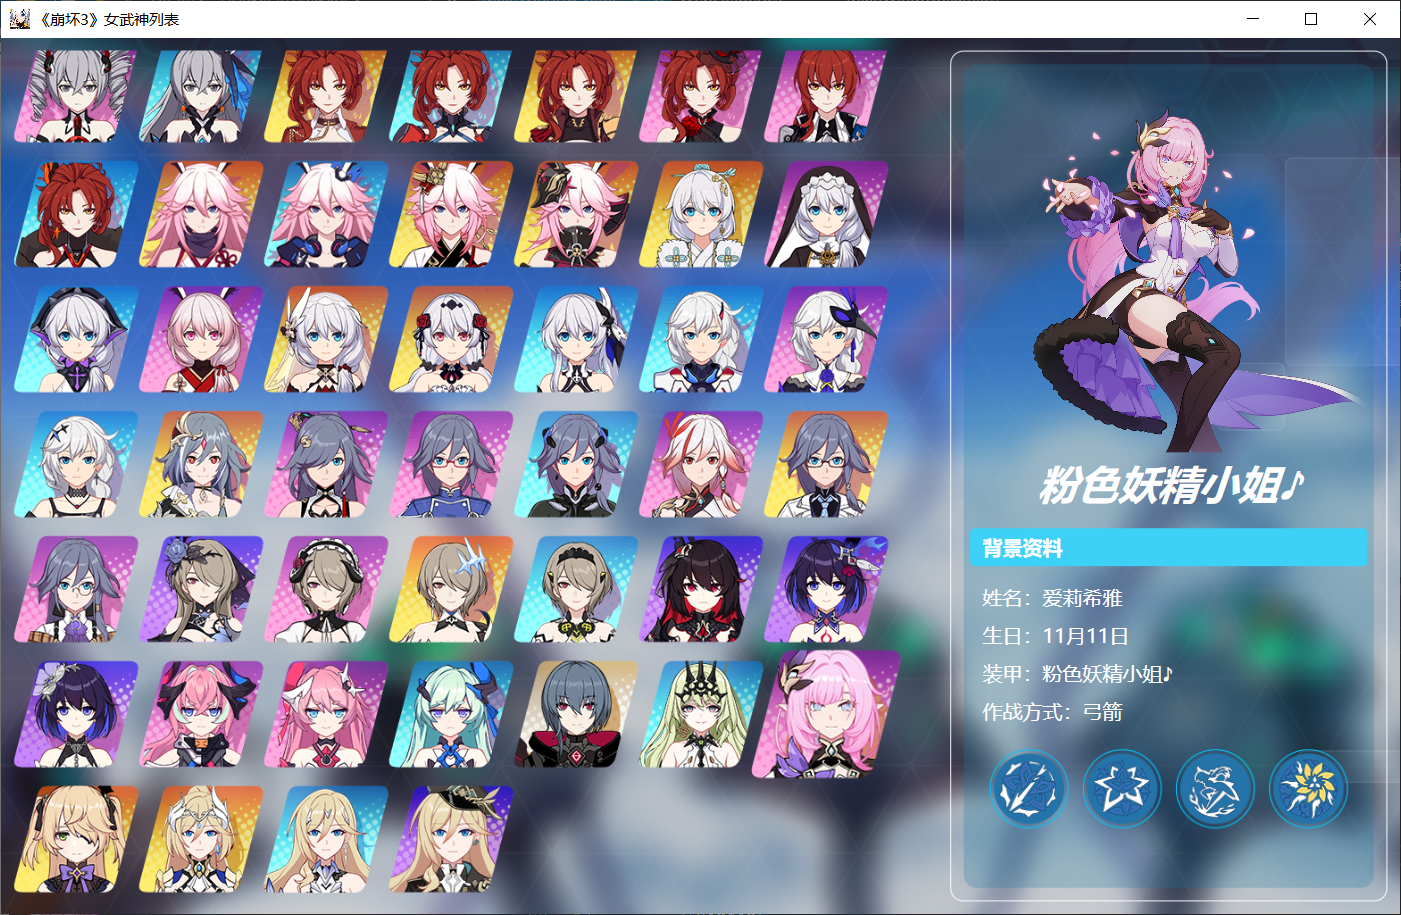 《崩坏3》女武神列表
粉色妖精小姐♪
背景资料
姓名：爱莉希雅
生日：11月11日
装甲：粉色妖精小姐♪
作战方式：弓箭